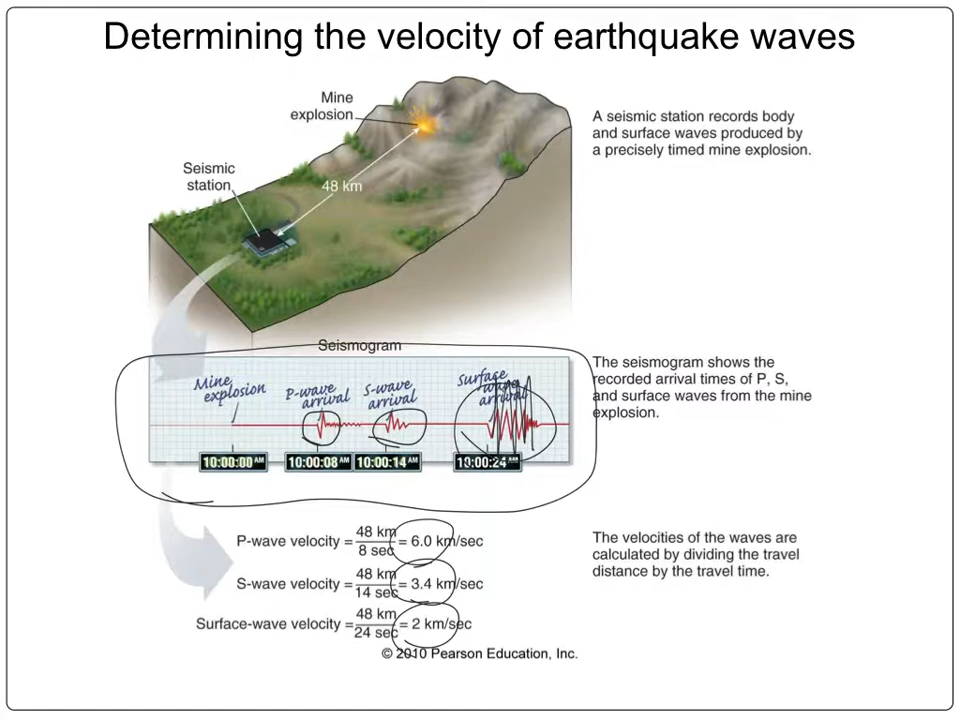 Determining the velocity of earthquake waves
Mine
explosion
A seismic station records body
and surface waves produced by
a precisely timed mine explosion.
Seismic
station
48 km
Seismogram
The seismogram shows the
recorded arrival times of P, S,
and surface waves from the mine
explosion.
Mine
explosion
P-wave
arrival
S-wave
arrival
Surface
wave
arrival
10:00:00 AM
10:00:08 AM
10:00:14 AM
10:00:24 AM
P-wave velocity = 48 km / 8 sec = 6.0 km/sec
S-wave velocity = 48 km / 14 sec = 3.4 km/sec
Surface-wave velocity = 48 km / 24 sec = 2 km/sec
The velocities of the waves are
calculated by dividing the travel
distance by the travel time.
© 2010 Pearson Education, Inc.